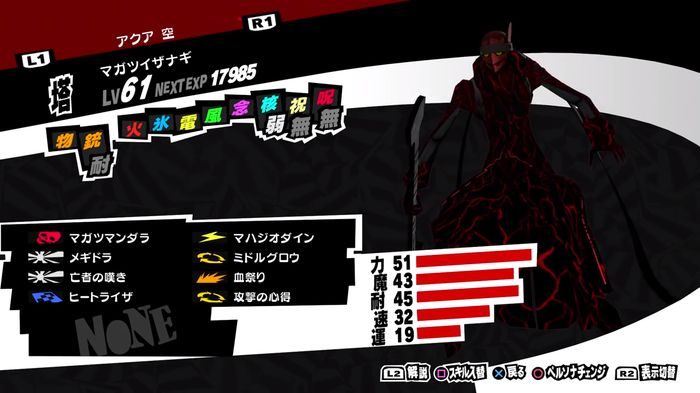 L1
アクア 空
R1
塔
マガツイザナギ
LV61 NEXT EXP 17985
物 銃 火 氷 電 風 念 核 祝 呪
耐 弱 無 無
マガツマンダラ
メギドラ
亡者の嘆き
ヒートライザ
マハジオダイン
ミドルグロウ
血祭り
攻撃の心得
NoNE
力 51
魔 43
耐 45
速 32
運 19
L2 解説 スキル入替 戻る ペルソナチェンジ R2 表示切替